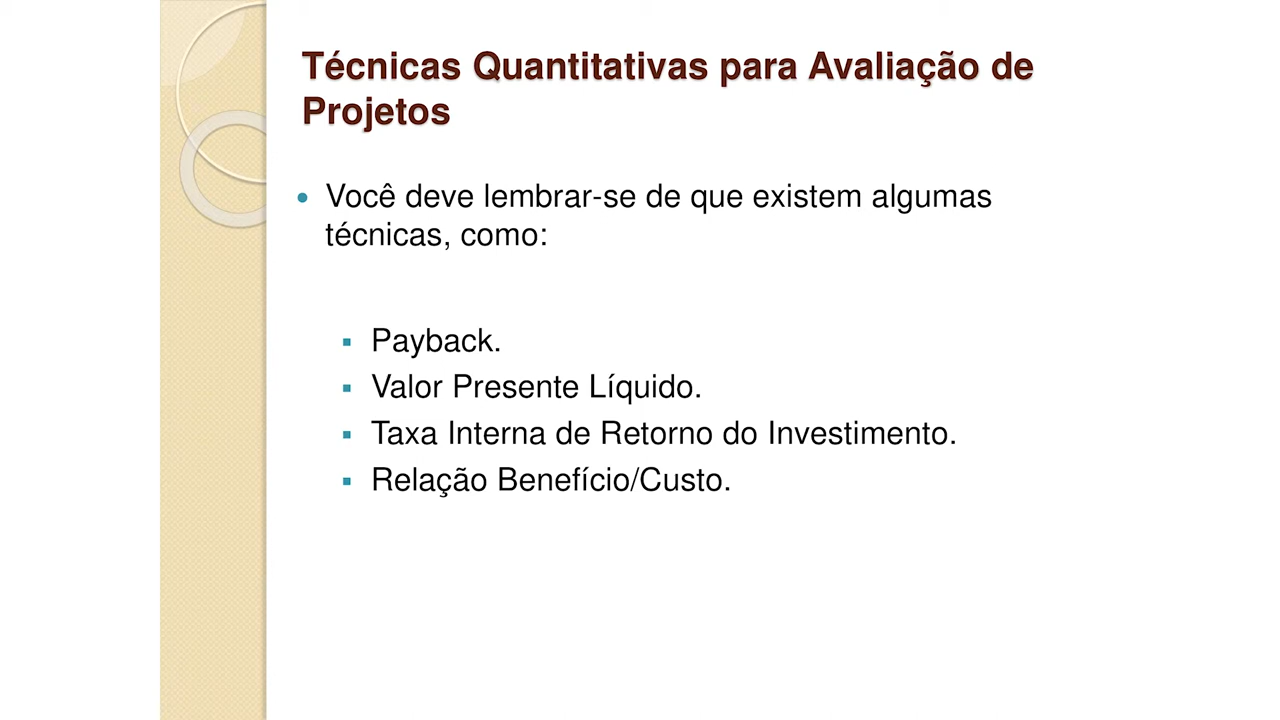 Técnicas Quantitativas para Avaliação de
Projetos
Você deve lembrar-se de que existem algumas
técnicas, como:
Payback.
Valor Presente Líquido.
Taxa Interna de Retorno do Investimento.
Relação Benefício/Custo.